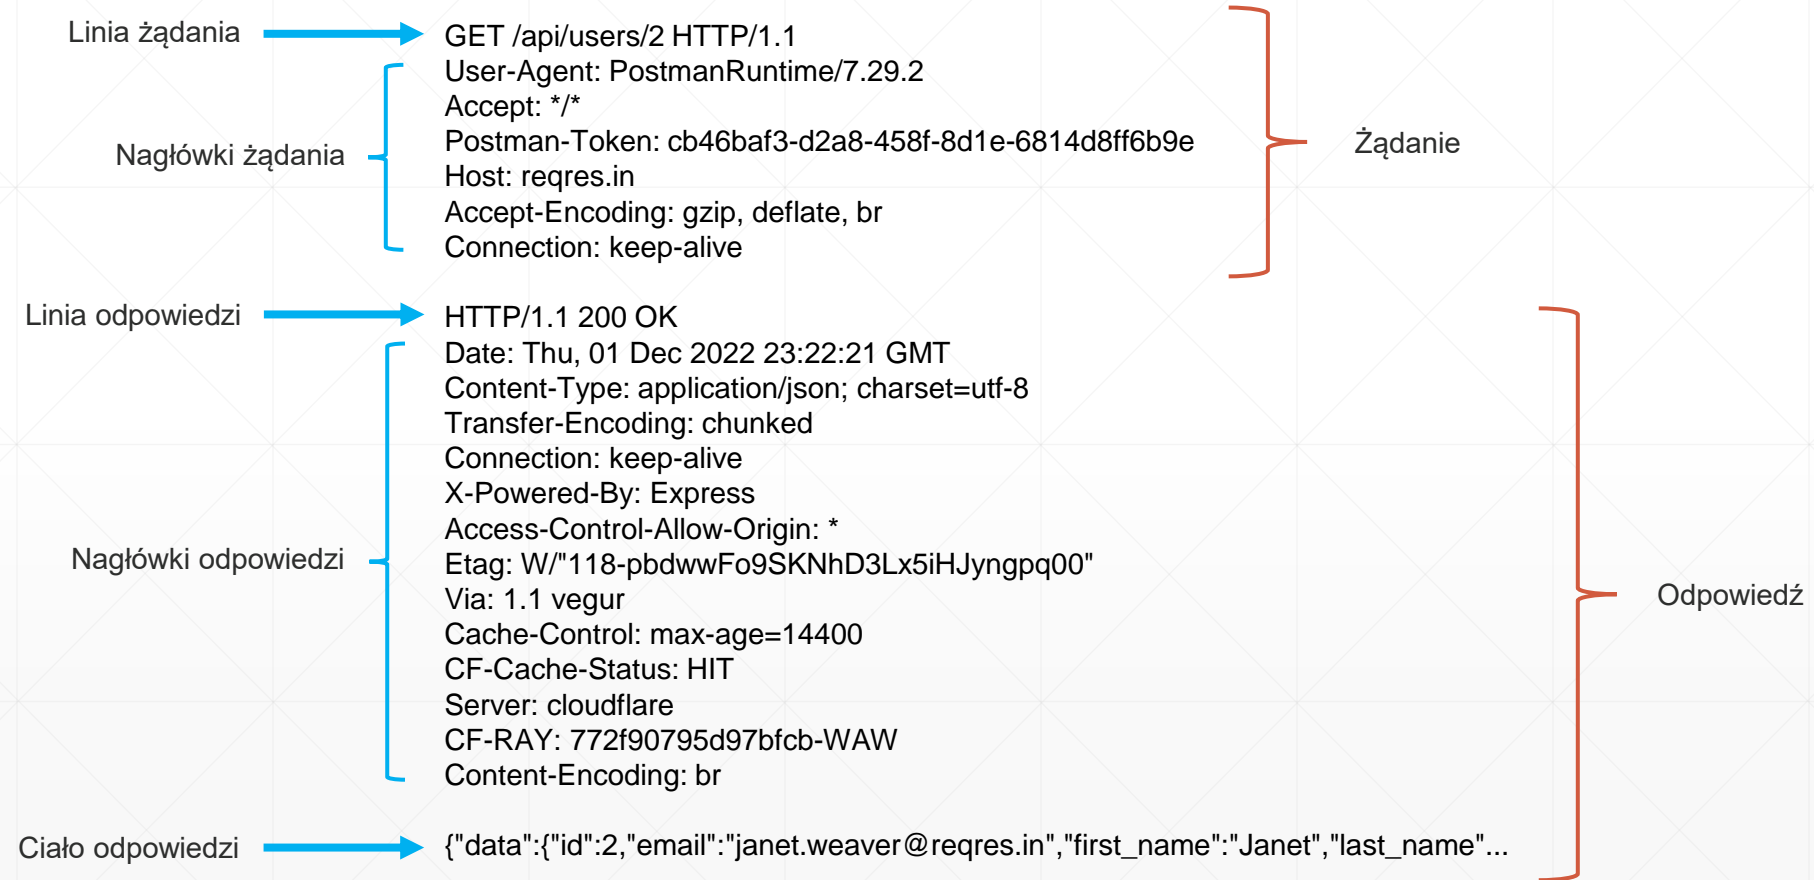 Linia żądania
GET /api/users/2 HTTP/1.1
User-Agent: PostmanRuntime/7.29.2
Accept: */*
Nagłówki żądania
Postman-Token: cb46baf3-d2a8-458f-8d1e-6814d8ff6b9e
Żądanie
Host: reqres.in
Accept-Encoding: gzip, deflate, br
Connection: keep-alive
Linia odpowiedzi
HTTP/1.1 200 OK
Date: Thu, 01 Dec 2022 23:22:21 GMT
Content-Type: application/json; charset=utf-8
Transfer-Encoding: chunked
Connection: keep-alive
X-Powered-By: Express
Access-Control-Allow-Origin: *
Nagłówki odpowiedzi
Etag: W/"118-pbdwwFo9SKNhD3Lx5iHJyngpq00"
Via: 1.1 vegur
Odpowiedź
Cache-Control: max-age=14400
CF-Cache-Status: HIT
Server: cloudflare
CF-RAY: 772f90795d97bfcb-WAW
Content-Encoding: br
Ciało odpowiedzi
{"data":{"id":2,"email":"janet.weaver@reqres.in","first_name":"Janet","last_name"...